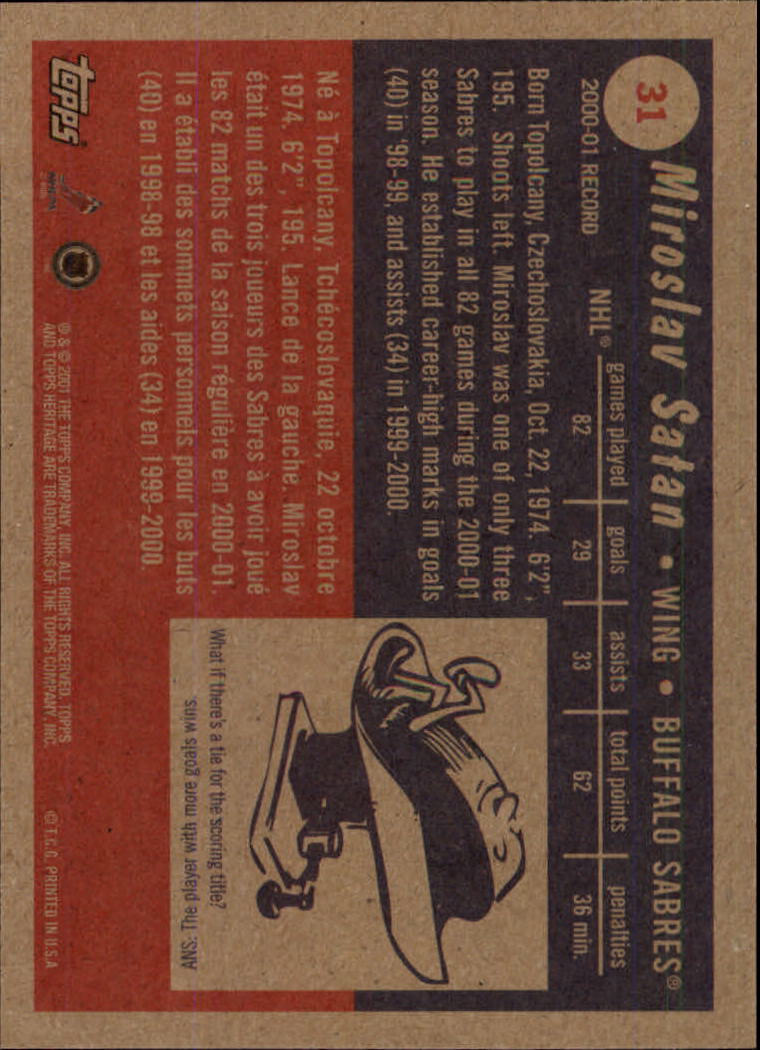 31
Miroslav Satan • WING • BUFFALO SABRES®
2000-01 RECORD
games played goals assists total points penalties
NHL® 82 29 33 62 36 min.
Born Topolcany, Czechoslovakia, Oct. 22, 1974. 6'2",
195. Shoots left. Miroslav was one of only three
Sabres to play in all 82 games during the 2000-01
season. He established career-high marks in goals
(40) in '98-99, and assists (34) in 1999-2000.
Né à Topolcany, Tchécoslovaquie, 22 octobre
1974. 6'2", 195. Lance de la gauche. Miroslav
était un des trois joueurs des Sabres à avoir joué
les 82 matchs de la saison régulière en 2000-01.
Il a établi des sommets personnels pour les buts
(40) en 1998-98 et les aides (34) en 1999-2000.
What if there's a tie for the scoring title?
ANS: The player with more goals wins.
topps®
® & © 2001 THE TOPPS COMPANY, INC. ALL RIGHTS RESERVED. TOPPS
AND TOPPS HERITAGE ARE TRADEMARKS OF THE TOPPS COMPANY, INC.
© T.C.G. PRINTED IN U.S.A